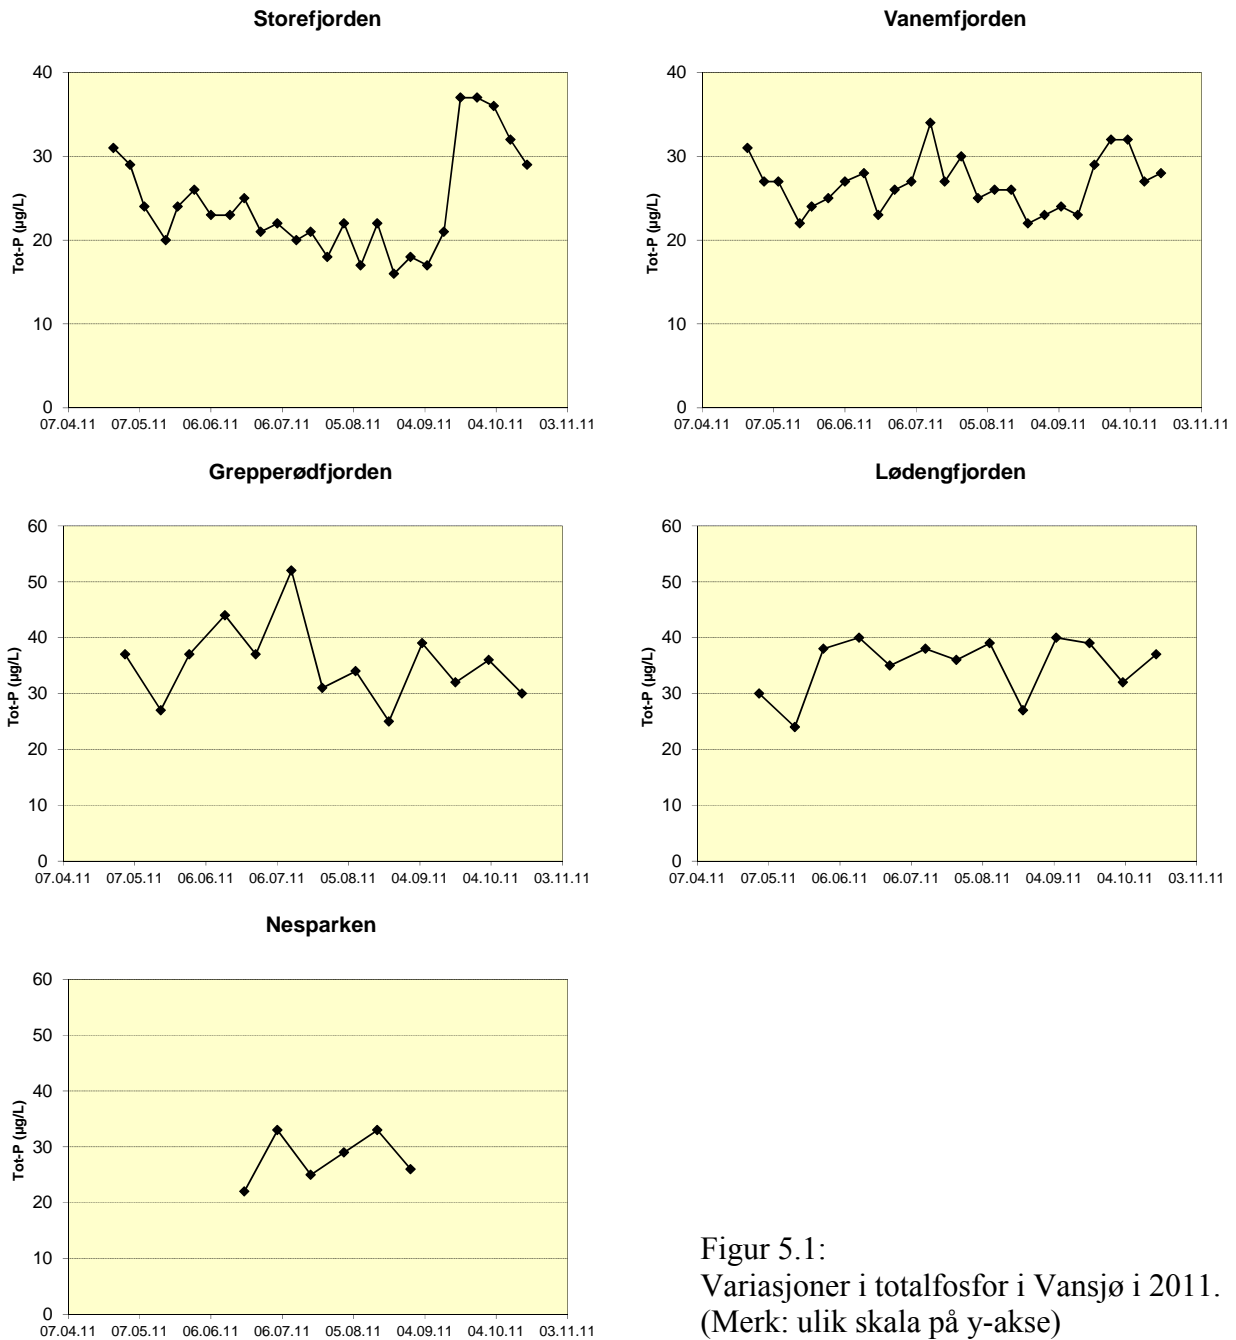 Storefjorden
Tot-P (µg/L)
40
30
20
10
0
07.04.11 07.05.11 06.06.11 06.07.11 05.08.11 04.09.11 04.10.11 03.11.11
Vanemfjorden
Tot-P (µg/L)
40
30
20
10
0
07.04.11 07.05.11 06.06.11 06.07.11 05.08.11 04.09.11 04.10.11 03.11.11
Grepperødfjorden
Tot-P (µg/L)
60
50
40
30
20
10
0
07.04.11 07.05.11 06.06.11 06.07.11 05.08.11 04.09.11 04.10.11 03.11.11
Lødengfjorden
Tot-P (µg/L)
60
50
40
30
20
10
0
07.04.11 07.05.11 06.06.11 06.07.11 05.08.11 04.09.11 04.10.11 03.11.11
Nesparken
Tot-P (µg/L)
60
50
40
30
20
10
0
07.04.11 07.05.11 06.06.11 06.07.11 05.08.11 04.09.11 04.10.11 03.11.11
Figur 5.1:
Variasjoner i totalfosfor i Vansjø i 2011.
(Merk: ulik skala på y-akse)